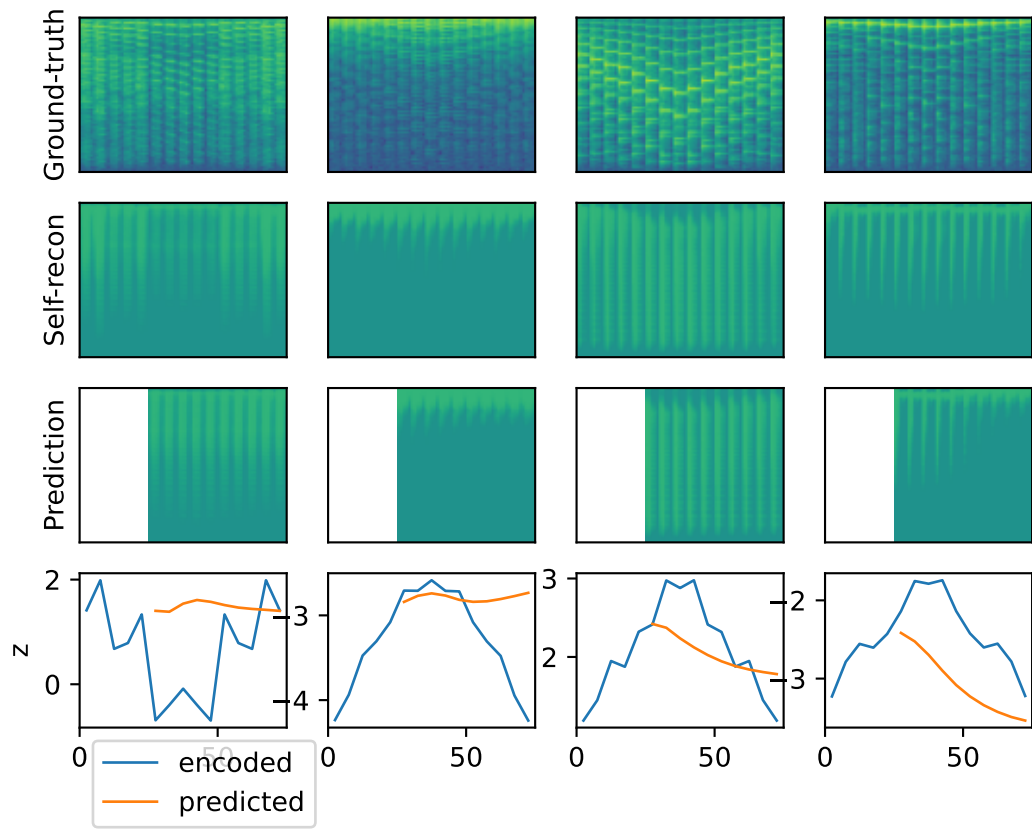 Ground-truth
Self-recon
Prediction
z
2
0
−3
−4
3
2
−2
−3
0 50
0 50
0 50
0 50
encoded
predicted